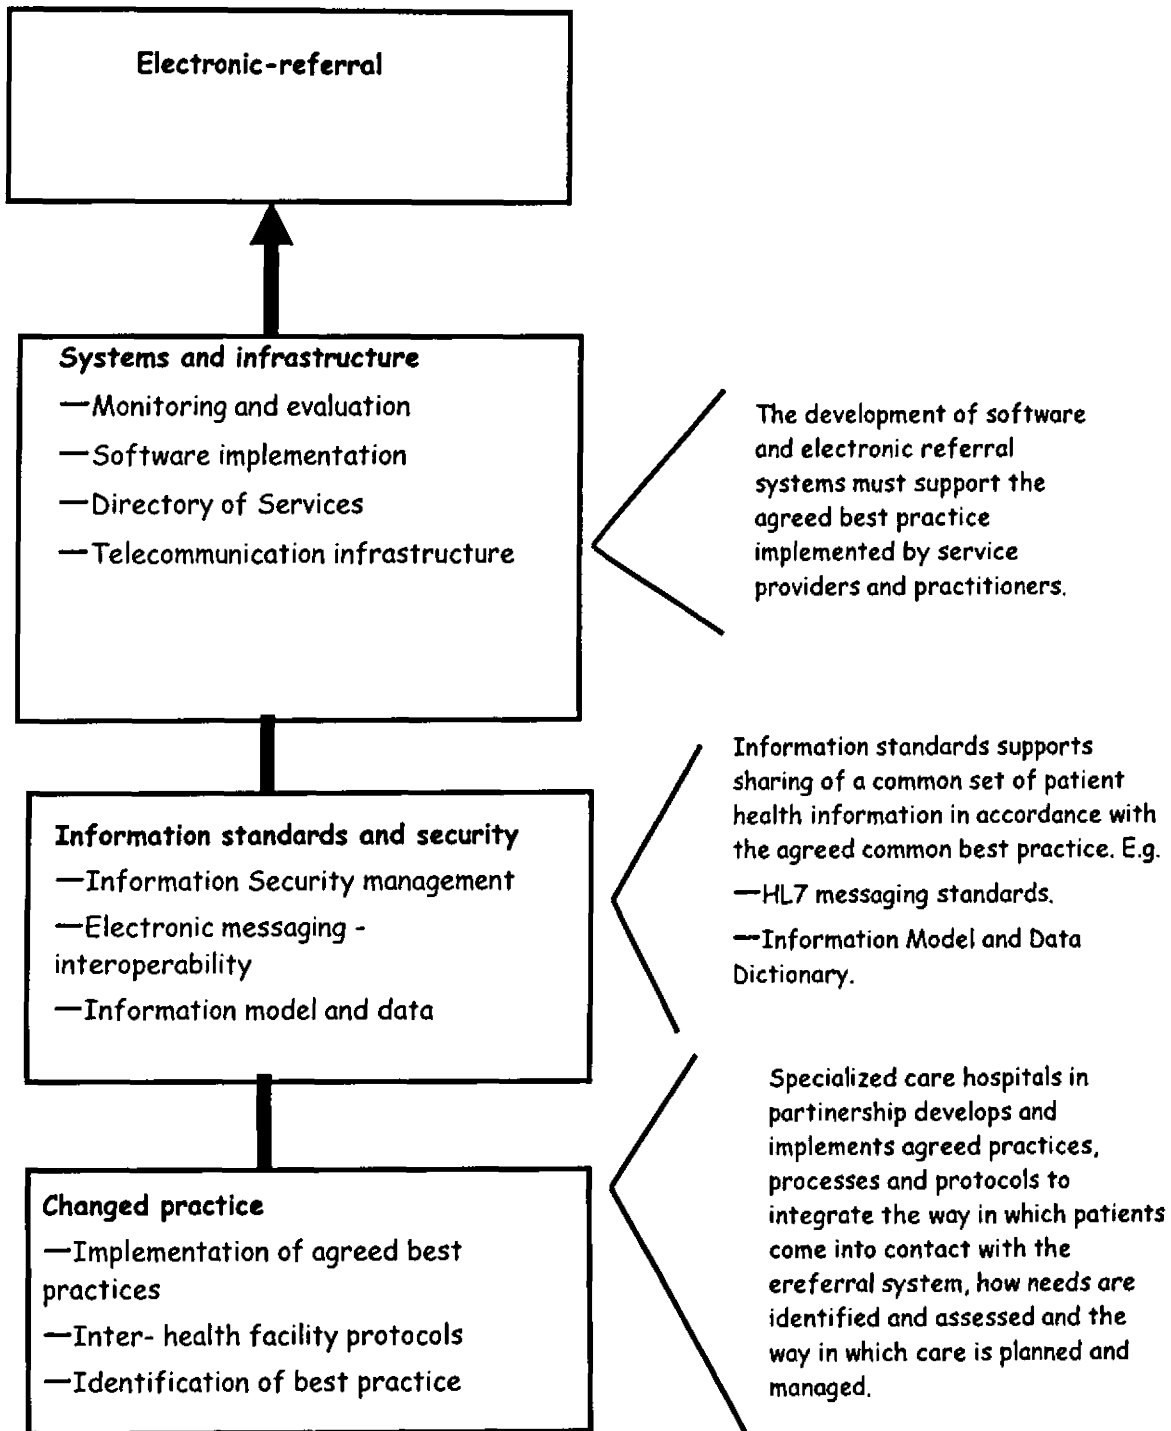 Electronic-referral
Systems and infrastructure
—Monitoring and evaluation
—Software implementation
—Directory of Services
—Telecommunication infrastructure
The development of software
and electronic referral
systems must support the
agreed best practice
implemented by service
providers and practitioners.
Information standards and security
—Information Security management
—Electronic messaging -
interoperability
—Information model and data
Information standards supports
sharing of a common set of patient
health information in accordance with
the agreed common best practice. E.g.
—HL7 messaging standards.
—Information Model and Data
Dictionary.
Changed practice
—Implementation of agreed best
practices
—Inter- health facility protocols
—Identification of best practice
Specialized care hospitals in
partinership develops and
implements agreed practices,
processes and protocols to
integrate the way in which patients
come into contact with the
ereferral system, how needs are
identified and assessed and the
way in which care is planned and
managed.